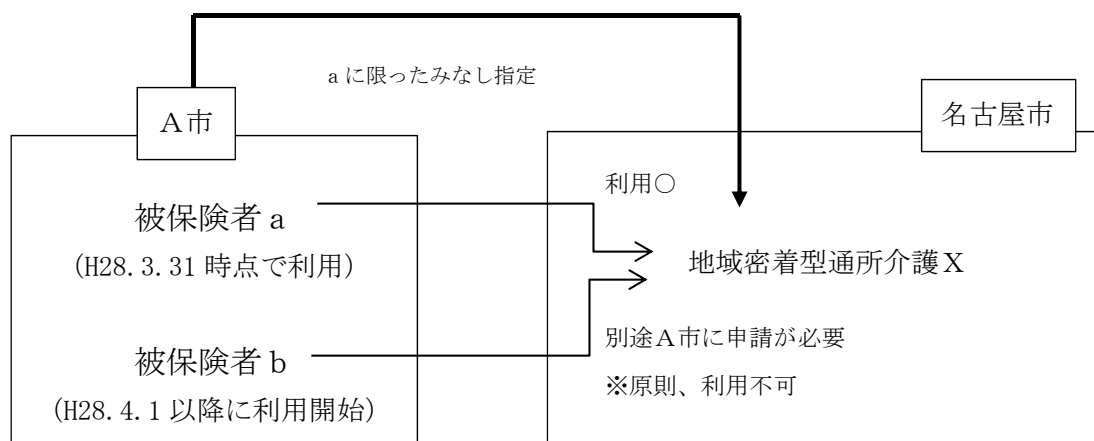 aに限ったみなし指定
A市
名古屋市
利用○
被保険者a
(H28.3.31時点で利用)
地域密着型通所介護X
別途A市に申請が必要
被保険者b
※原則、利用不可
(H28.4.1以降に利用開始)